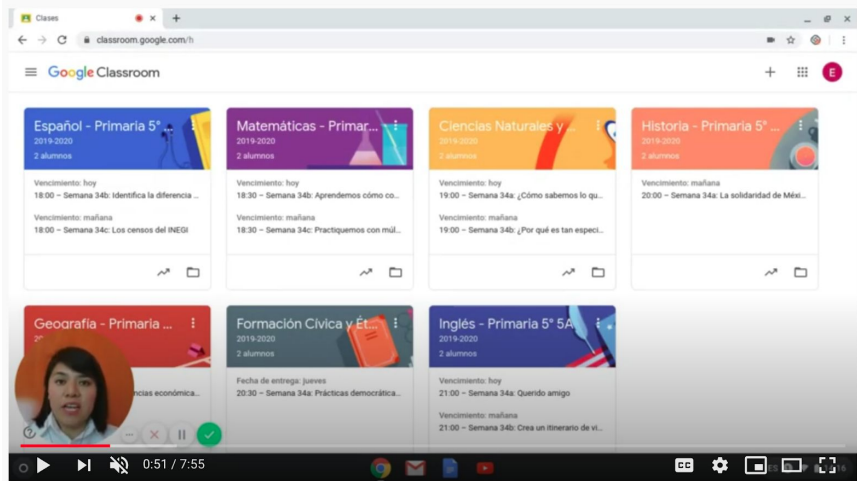 Clases
classroom.google.com/h
Google Classroom
E
Español - Primaria 5° ...
2019-2020
2 alumnos
Vencimiento: hoy
18:00 – Semana 34b: Identifica la diferencia ...
Vencimiento: mañana
18:00 – Semana 34c: Los censos del INEGI
Matemáticas - Primar...
2019-2020
2 alumnos
Vencimiento: hoy
18:30 – Semana 34b: Aprendemos cómo co...
Vencimiento: mañana
18:30 – Semana 34c: Practiquemos con múl...
Ciencias Naturales y ...
2019-2020
2 alumnos
Vencimiento: hoy
19:00 – Semana 34a: ¿Cómo sabemos lo qu...
Vencimiento: mañana
19:00 – Semana 34b: ¿Por qué es tan especi...
Historia - Primaria 5° ...
2019-2020
2 alumnos
Vencimiento: mañana
20:00 – Semana 34a: La solidaridad de Méxi...
Geografía - Primaria ...
20
ncias económica...
Formación Cívica y Ét...
2019-2020
2 alumnos
Fecha de entrega: jueves
20:30 – Semana 34a: Prácticas democrática...
Inglés - Primaria 5° 5A
2019-2020
2 alumnos
Vencimiento: hoy
21:00 – Semana 34a: Querido amigo
Vencimiento: mañana
21:00 – Semana 34b: Crea un itinerario de vi...
0:51 / 7:55
CC
ES